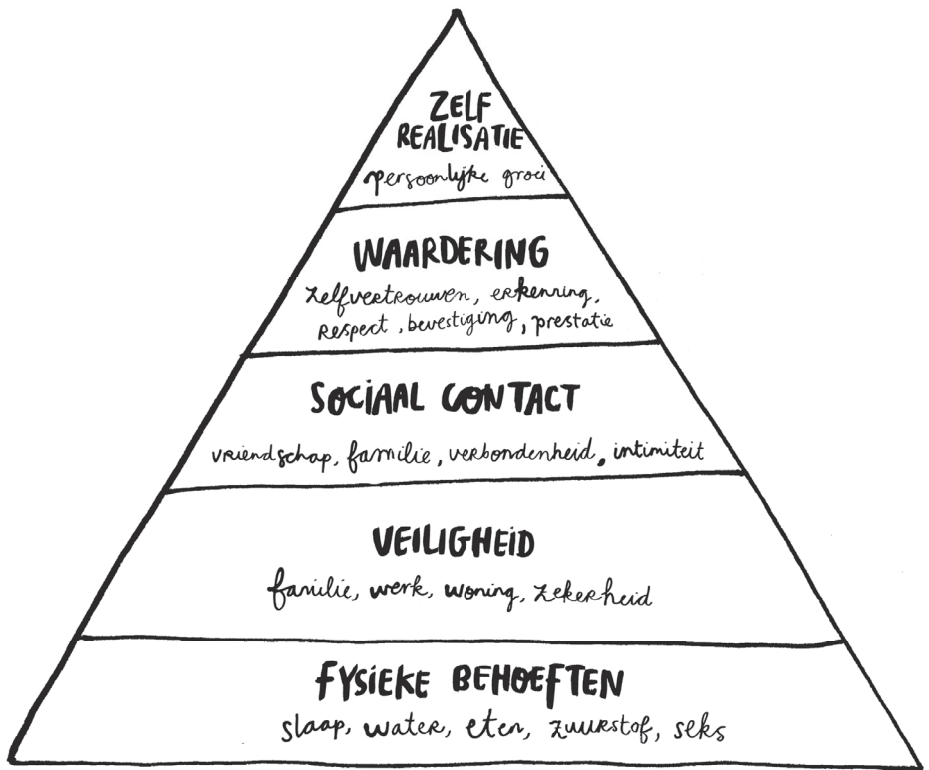 ZELF
REALISATIE
persoonlijke groei
WAARDERING
zelfvertrouwen, erkenning,
respect, bevestiging, prestatie
SOCIAAL CONTACT
vriendschap, familie, verbondenheid, intimiteit
VEILIGHEID
familie, werk, woning, zekerheid
FYSIEKE BEHOEFTEN
slaap, water, eten, zuurstof, seks